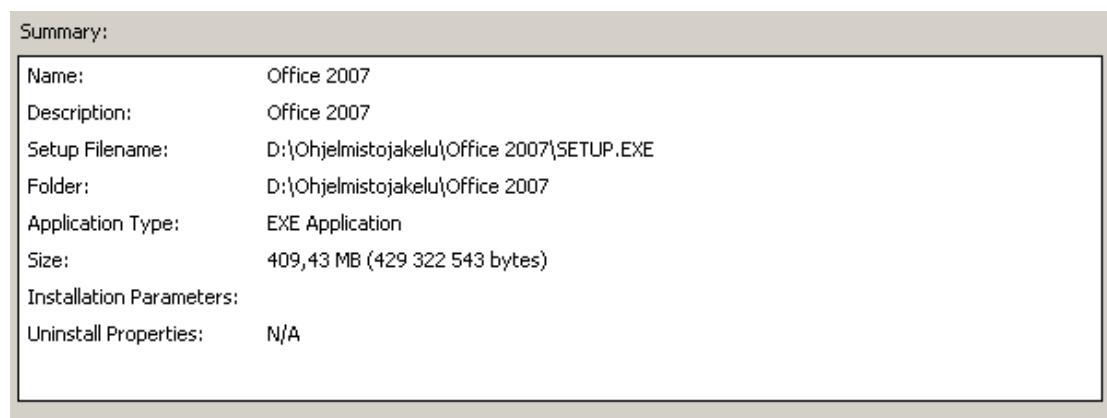 Summary:
Name: Office 2007
Description: Office 2007
Setup Filename: D:\Ohjelmistojakelu\Office 2007\SETUP.EXE
Folder: D:\Ohjelmistojakelu\Office 2007
Application Type: EXE Application
Size: 409,43 MB (429 322 543 bytes)
Installation Parameters:
Uninstall Properties: N/A